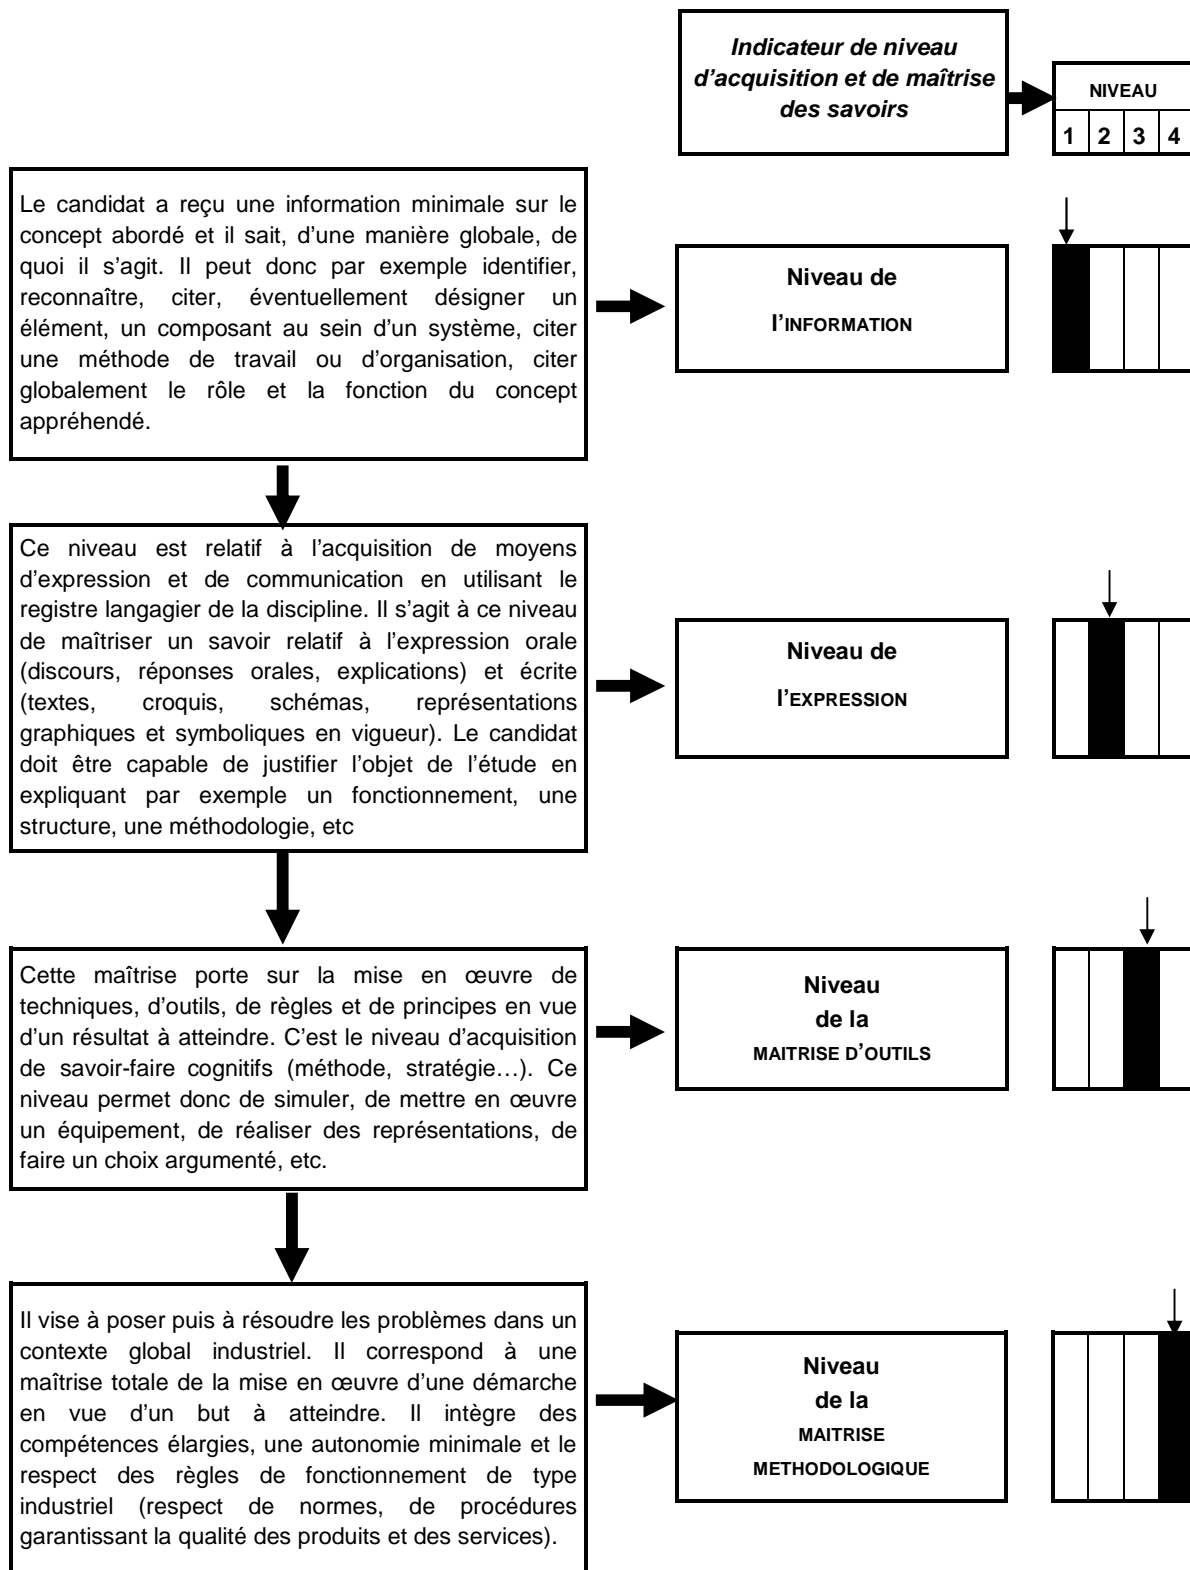 Indicateur de niveau
d'acquisition et de maîtrise
des savoirs
NIVEAU
1 2 3 4
Le candidat a reçu une information minimale sur le
concept abordé et il sait, d'une manière globale, de
quoi il s'agit. Il peut donc par exemple identifier,
reconnaître, citer, éventuellement désigner un
élément, un composant au sein d'un système, citer
une méthode de travail ou d'organisation, citer
globalement le rôle et la fonction du concept
appréhendé.
Niveau de
l'INFORMATION
Ce niveau est relatif à l'acquisition de moyens
d'expression et de communication en utilisant le
registre langagier de la discipline. Il s'agit à ce niveau
de maîtriser un savoir relatif à l'expression orale
(discours, réponses orales, explications) et écrite
(textes, croquis, schémas, représentations
graphiques et symboliques en vigueur). Le candidat
doit être capable de justifier l'objet de l'étude en
expliquant par exemple un fonctionnement, une
structure, une méthodologie, etc
Niveau de
l'EXPRESSION
Cette maîtrise porte sur la mise en œuvre de
techniques, d'outils, de règles et de principes en vue
d'un résultat à atteindre. C'est le niveau d'acquisition
de savoir-faire cognitifs (méthode, stratégie…). Ce
niveau permet donc de simuler, de mettre en œuvre
un équipement, de réaliser des représentations, de
faire un choix argumenté, etc.
Niveau
de la
MAITRISE D'OUTILS
Il vise à poser puis à résoudre les problèmes dans un
contexte global industriel. Il correspond à une
maîtrise totale de la mise en œuvre d'une démarche
en vue d'un but à atteindre. Il intègre des
compétences élargies, une autonomie minimale et le
respect des règles de fonctionnement de type
industriel (respect de normes, de procédures
garantissant la qualité des produits et des services).
Niveau
de la
MAITRISE
METHODOLOGIQUE